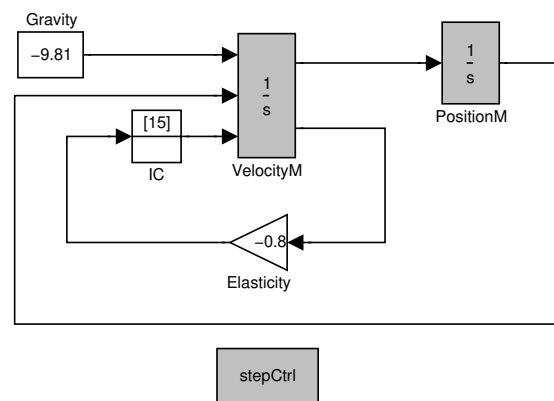 Gravity
−9.81
1
s
VelocityM
1
s
PositionM
[15]
IC
−0.8
Elasticity
stepCtrl